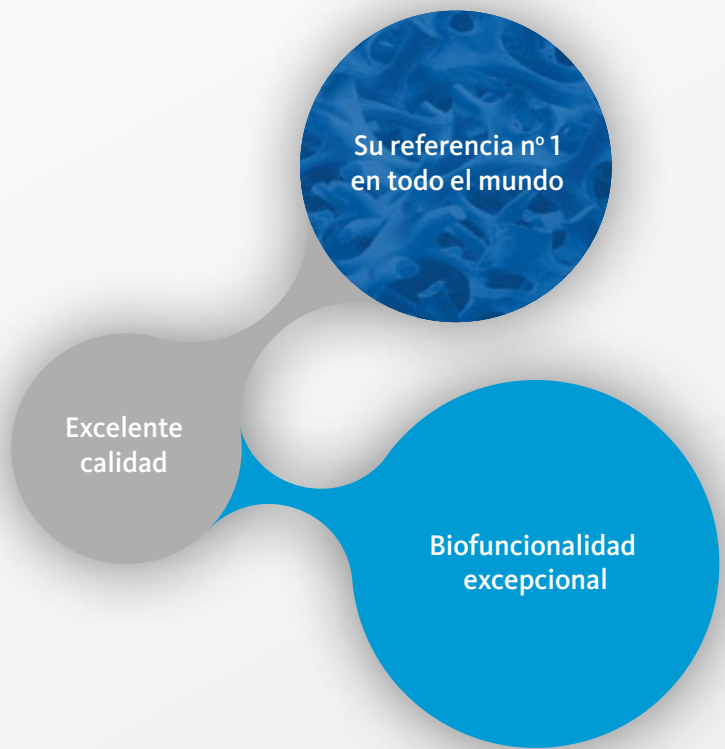 Su referencia nº 1
en todo el mundo
Excelente
calidad
Biofuncionalidad
excepcional